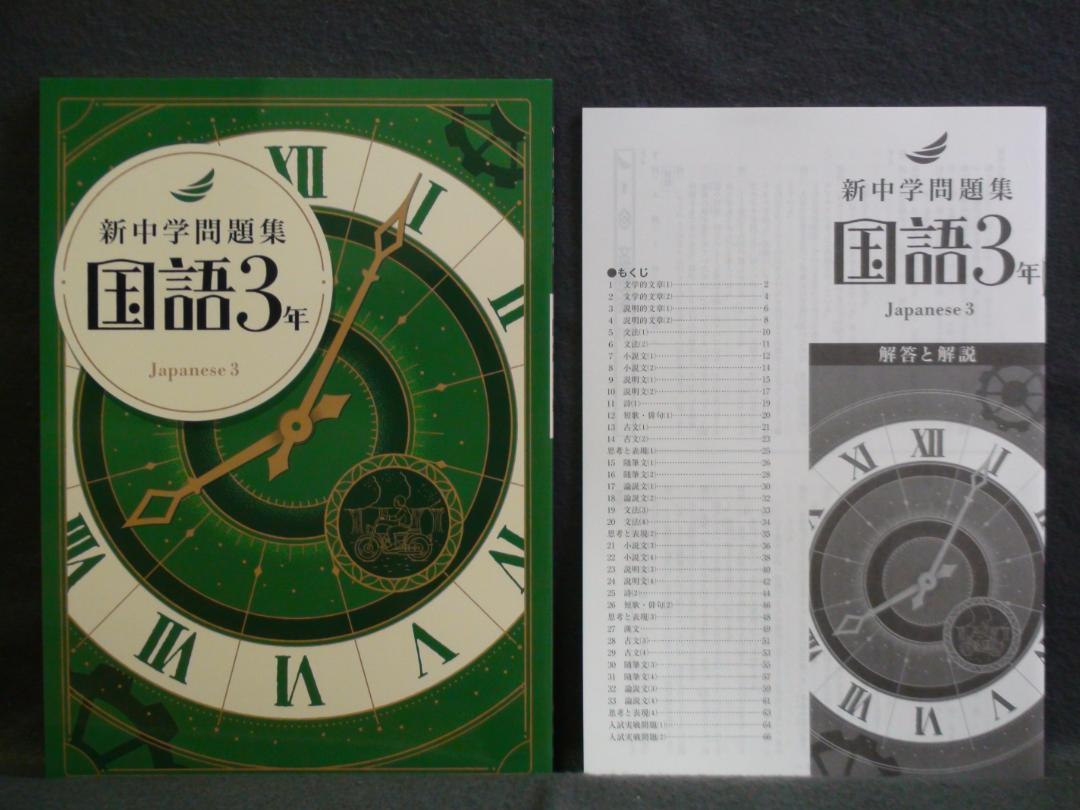 新中学問題集
国語3年
Japanese 3
XII
I
II
IV
V
VI
VII
VIII
新中学問題集
国語3年
Japanese 3
解答と解説
●もくじ
1 文学的文章(1)……2
2 文学的文章(2)……4
3 説明的文章(1)……6
4 説明的文章(2)……8
5 文法(1)……10
6 文法(2)……11
7 小説文(1)……12
8 小説文(2)……14
9 説明文(1)……15
10 説明文(2)……17
11 詩(1)……19
12 短歌・俳句(1)……20
13 古文(1)……21
14 古文(2)……23
思考と表現(1)……25
15 随筆文(1)……26
16 随筆文(2)……28
17 論説文(1)……30
18 論説文(2)……32
19 文法(3)……33
20 文法(4)……34
思考と表現(2)……35
21 小説文(3)……36
22 小説文(4)……38
23 説明文(3)……40
24 説明文(4)……42
25 詩(2)……44
26 短歌・俳句(2)……46
思考と表現(3)……48
27 漢文……49
28 古文(3)……51
29 古文(4)……53
30 随筆文(3)……55
31 随筆文(4)……57
32 論説文(3)……59
33 論説文(4)……61
思考と表現(4)……63
入試実戦問題(1)……64
入試実戦問題(2)……66
XI
XII
I
V
VI
VII